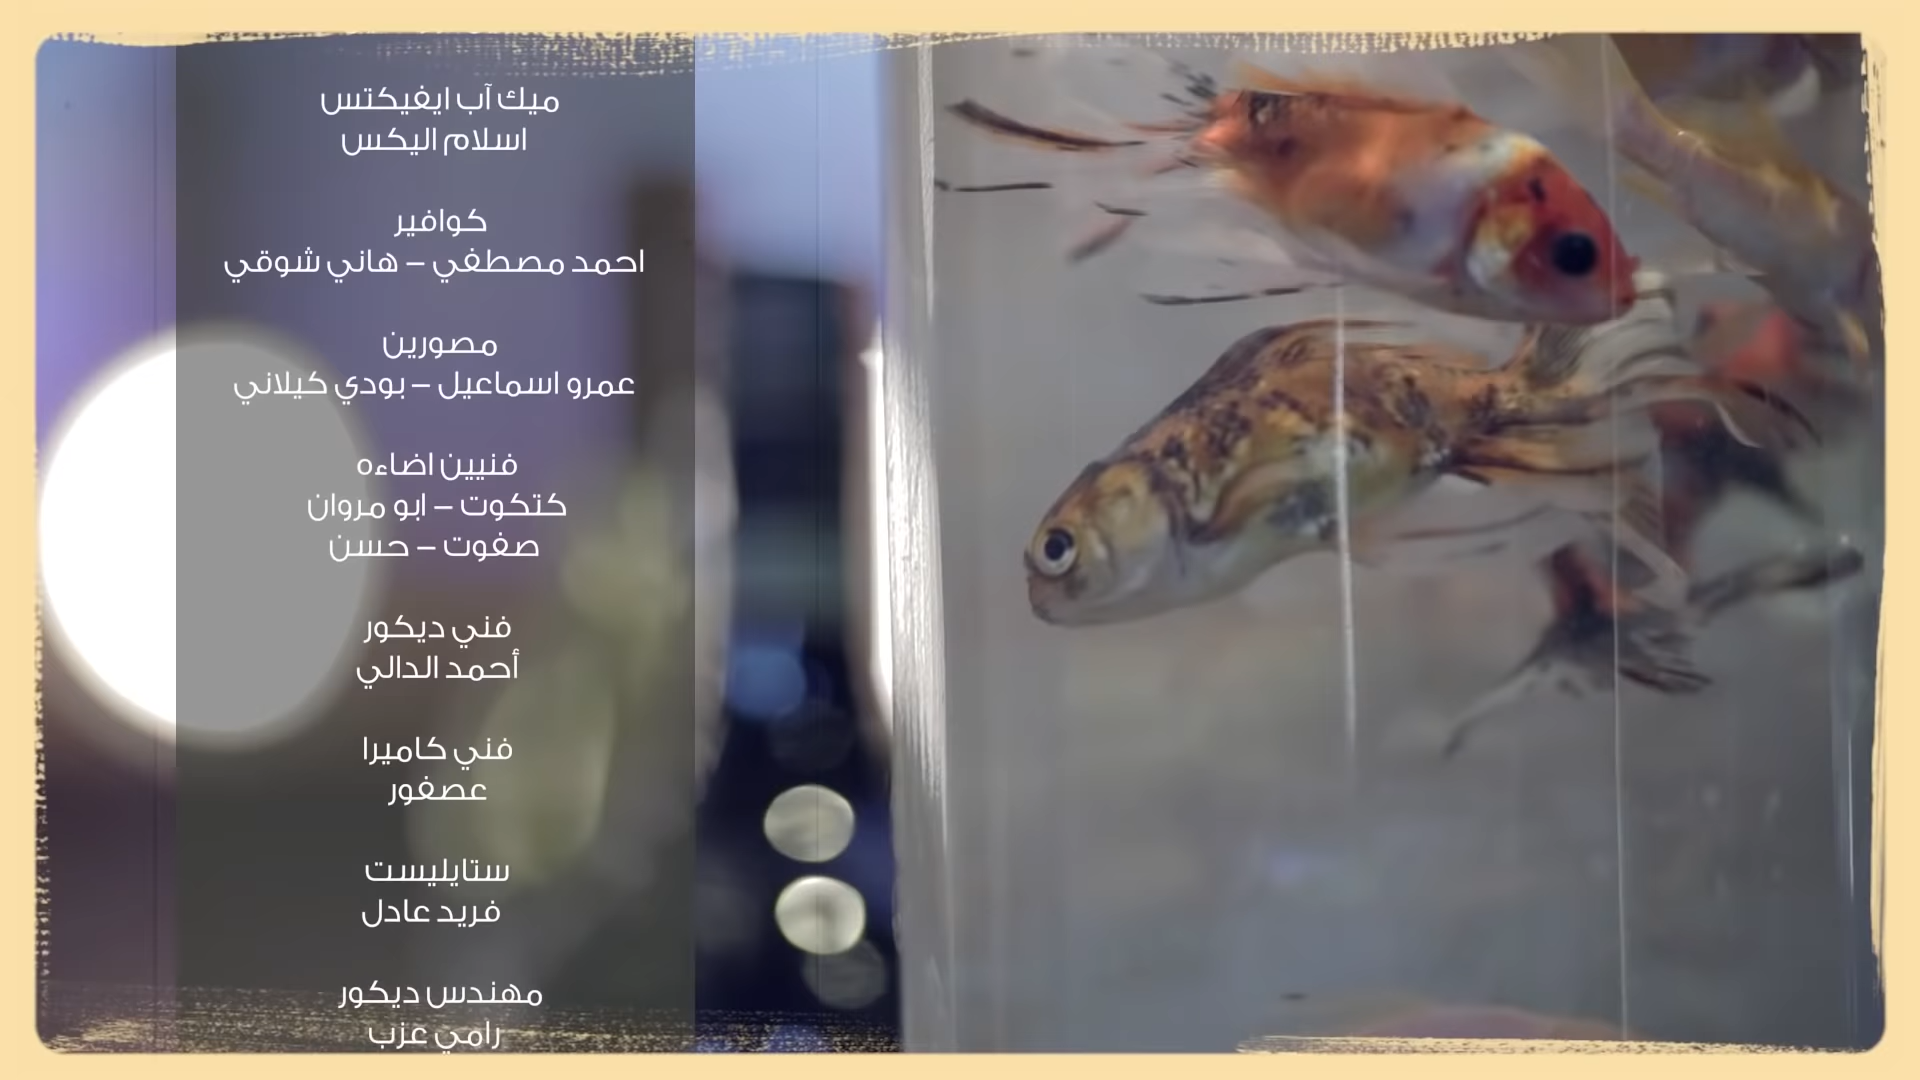 ميك آب ايفيكتس
اسلام اليكس
كوافير
احمد مصطفي – هاني شوقي
مصورين
عمرو اسماعيل – بودي كيلاني
فنيين اضاءه
كتكوت – ابو مروان
صفوت – حسن
فني ديكور
أحمد الدالي
فني كاميرا
عصفور
ستايليست
فريد عادل
مهندس ديكور
رامي عزب